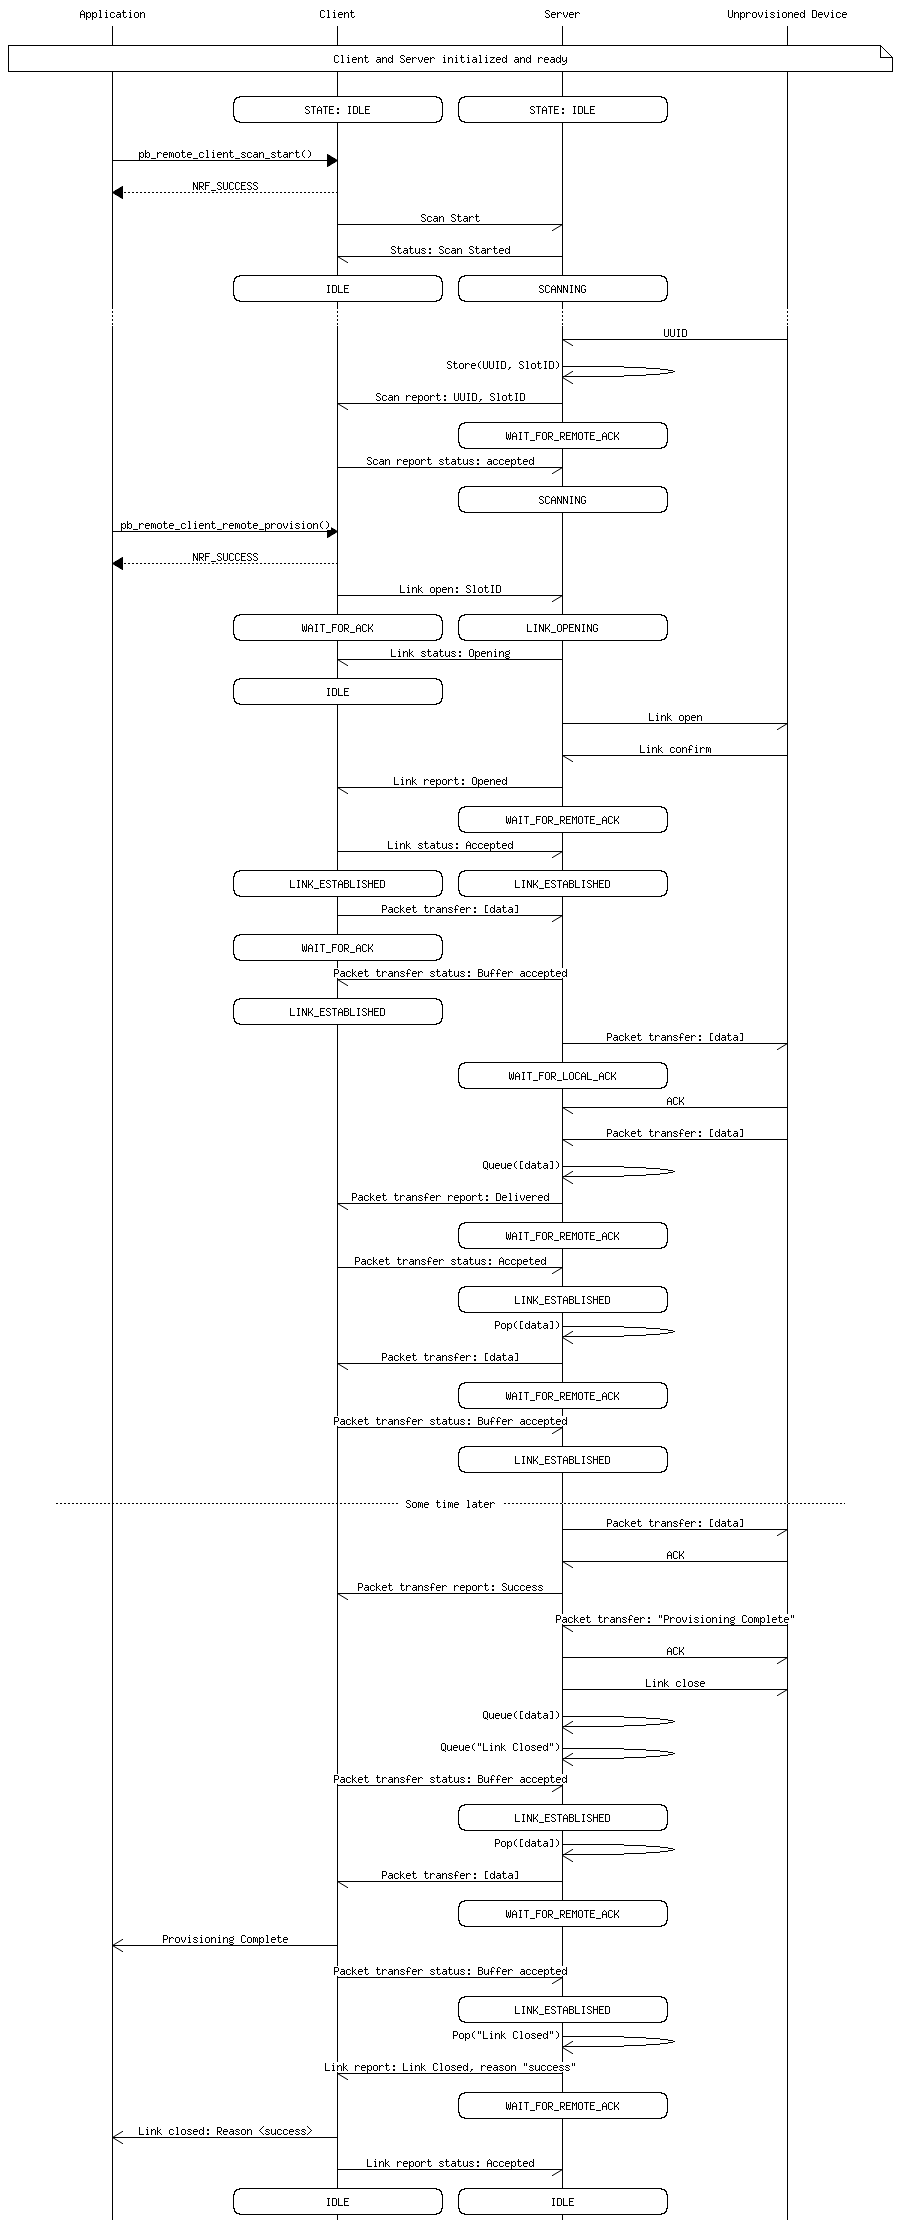 Application Client Server Unprovisioned Device
Client and Server initialized and ready
STATE: IDLE STATE: IDLE
pb_remote_client_scan_start()
NRF_SUCCESS
Scan Start
Status: Scan Started
IDLE SCANNING
UUID
Store(UUID, SlotID)
Scan report: UUID, SlotID
WAIT_FOR_REMOTE_ACK
Scan report status: accepted
SCANNING
pb_remote_client_remote_provision()
NRF_SUCCESS
Link open: SlotID
WAIT_FOR_ACK LINK_OPENING
Link status: Opening
IDLE
Link open
Link confirm
Link report: Opened
WAIT_FOR_REMOTE_ACK
Link status: Accepted
LINK_ESTABLISHED LINK_ESTABLISHED
Packet transfer: [data]
WAIT_FOR_ACK
Packet transfer status: Buffer accepted
LINK_ESTABLISHED
Packet transfer: [data]
WAIT_FOR_LOCAL_ACK
ACK
Packet transfer: [data]
Queue([data])
Packet transfer report: Delivered
WAIT_FOR_REMOTE_ACK
Packet transfer status: Accpeted
LINK_ESTABLISHED
Pop([data])
Packet transfer: [data]
WAIT_FOR_REMOTE_ACK
Packet transfer status: Buffer accepted
LINK_ESTABLISHED
Some time later
Packet transfer: [data]
ACK
Packet transfer report: Success
Packet transfer: "Provisioning Complete"
ACK
Link close
Queue([data])
Queue("Link Closed")
Packet transfer status: Buffer accepted
LINK_ESTABLISHED
Pop([data])
Packet transfer: [data]
WAIT_FOR_REMOTE_ACK
Provisioning Complete
Packet transfer status: Buffer accepted
LINK_ESTABLISHED
Pop("Link Closed")
Link report: Link Closed, reason "success"
WAIT_FOR_REMOTE_ACK
Link closed: Reason <success>
Link report status: Accepted
IDLE IDLE